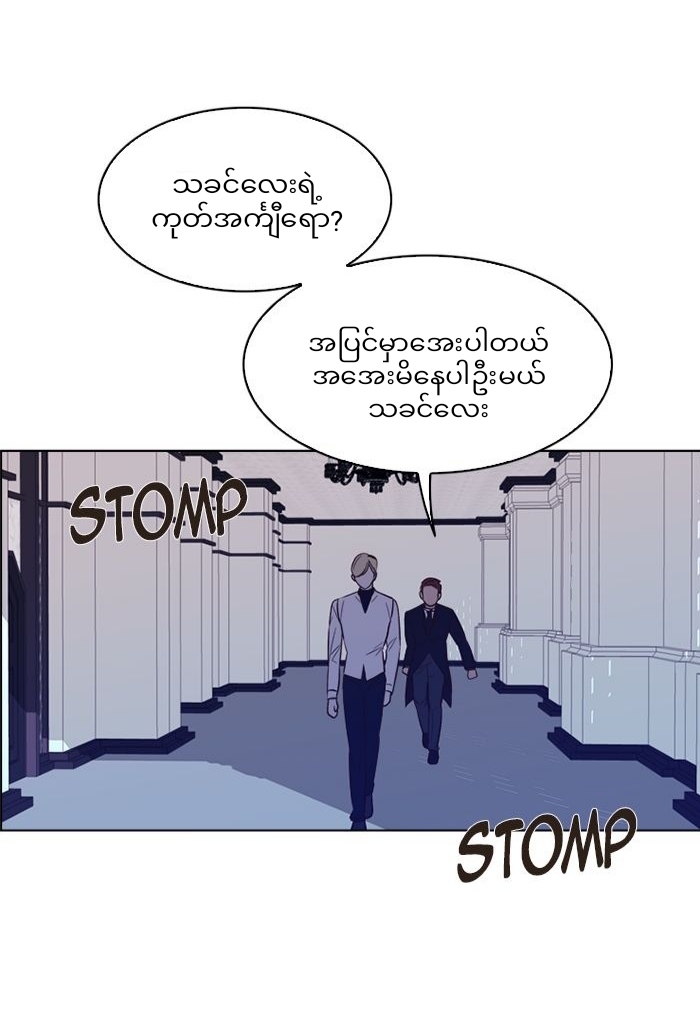 သခင်လေးရဲ့
ကုတ်အင်္ကျီရော?
အပြင်မှာအေးပါတယ်
အအေးမိနေပါဦးမယ်
သခင်လေး
STOMP
STOMP